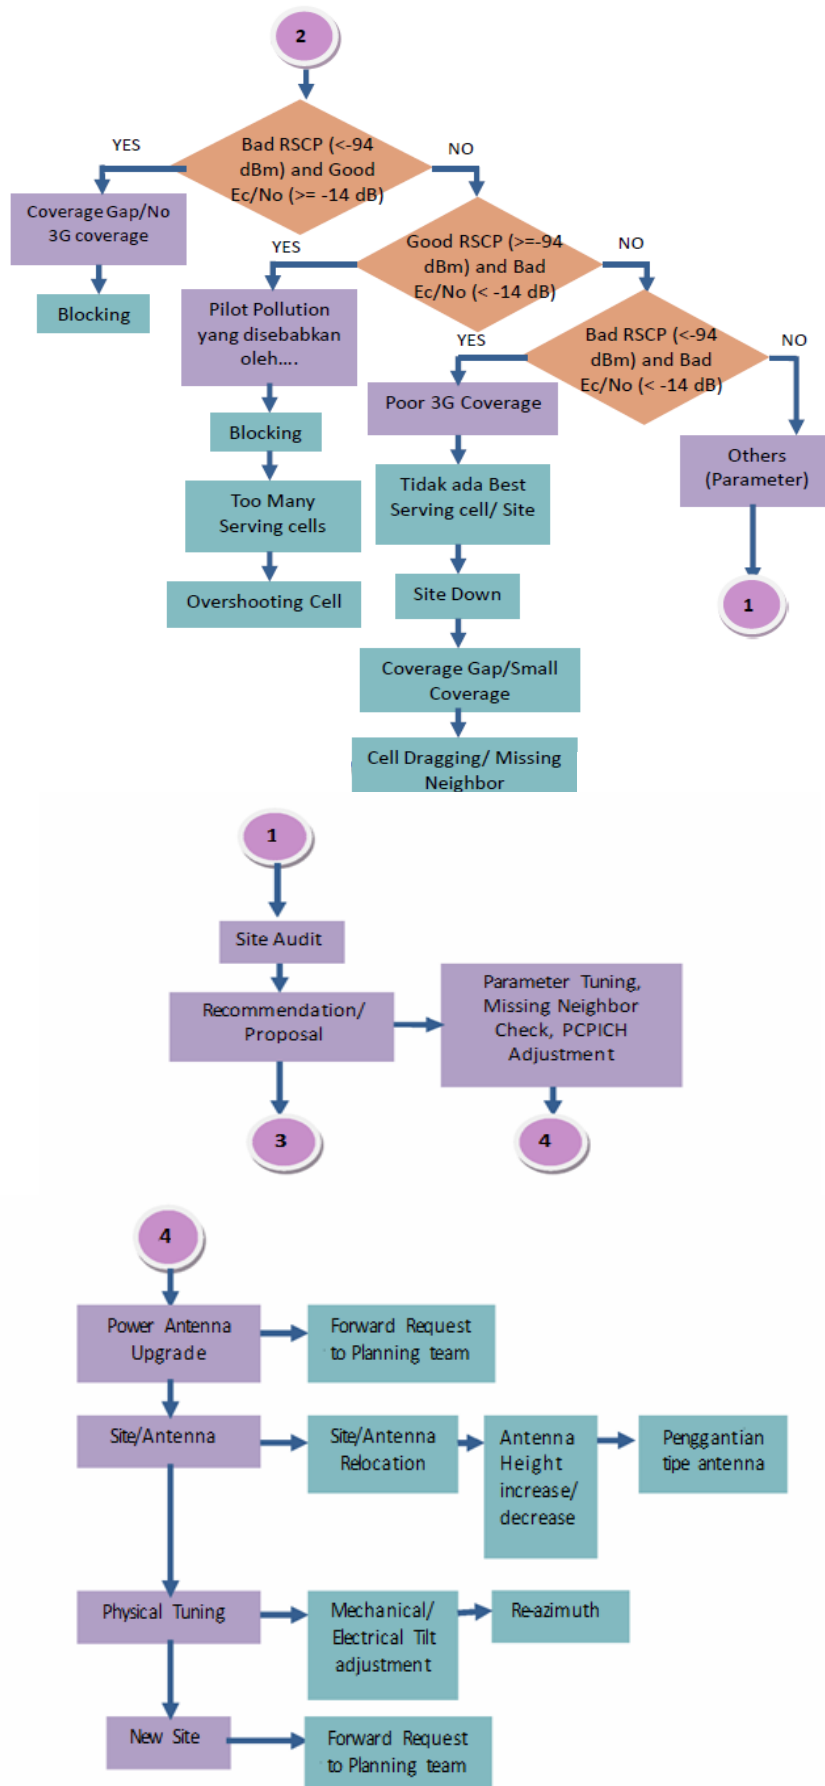 2
YES
Bad RSCP (<-94
dBm) and Good
Ec/No (>= -14 dB)
NO
Coverage Gap/No
3G coverage
Blocking
YES
Good RSCP (>=-94
dBm) and Bad
Ec/No (< -14 dB)
NO
Pilot Pollution
yang disebabkan
oleh....
Blocking
Too Many
Serving cells
Overshooting Cell
YES
Bad RSCP (<-94
dBm) and Bad
Ec/No (< -14 dB)
NO
Poor 3G Coverage
Tidak ada Best
Serving cell/ Site
Site Down
Coverage Gap/Small
Coverage
Cell Dragging/ Missing
Neighbor
Others
(Parameter)
1
1
Site Audit
Recommendation/
Proposal
Parameter Tuning,
Missing Neighbor
Check, PCPICH
Adjustment
3
4
4
Power Antenna
Upgrade
Forward Request
to Planning team
Site/Antenna
Site/Antenna
Relocation
Antenna
Height
increase/
decrease
Penggantian
tipe antenna
Physical Tuning
Mechanical/
Electrical Tilt
adjustment
Re-azimuth
New Site
Forward Request
to Planning team